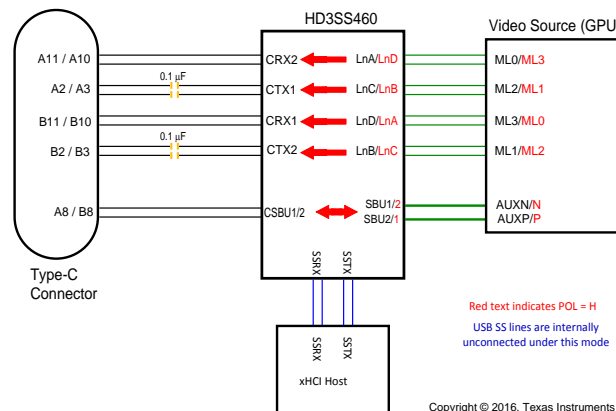 HD3SS460
Video Source (GPU
A11 / A10
CRX2
LnA/LnD
ML0/ML3
0.1 µF
A2 / A3
CTX1
LnC/LnB
ML2/ML1
B11 / B10
CRX1
LnD/LnA
ML3/ML0
0.1 µF
B2 / B3
CTX2
LnB/LnC
ML1/ML2
A8 / B8
CSBU1/2
SBU1/2
SBU2/1
AUXN/N
AUXP/P
Type-C
Connector
SSRX
SSTX
Red text indicates POL = H
USB SS lines are internally
unconnected under this mode
SSRX
SSTX
xHCI Host
Copyright © 2016, Texas Instruments